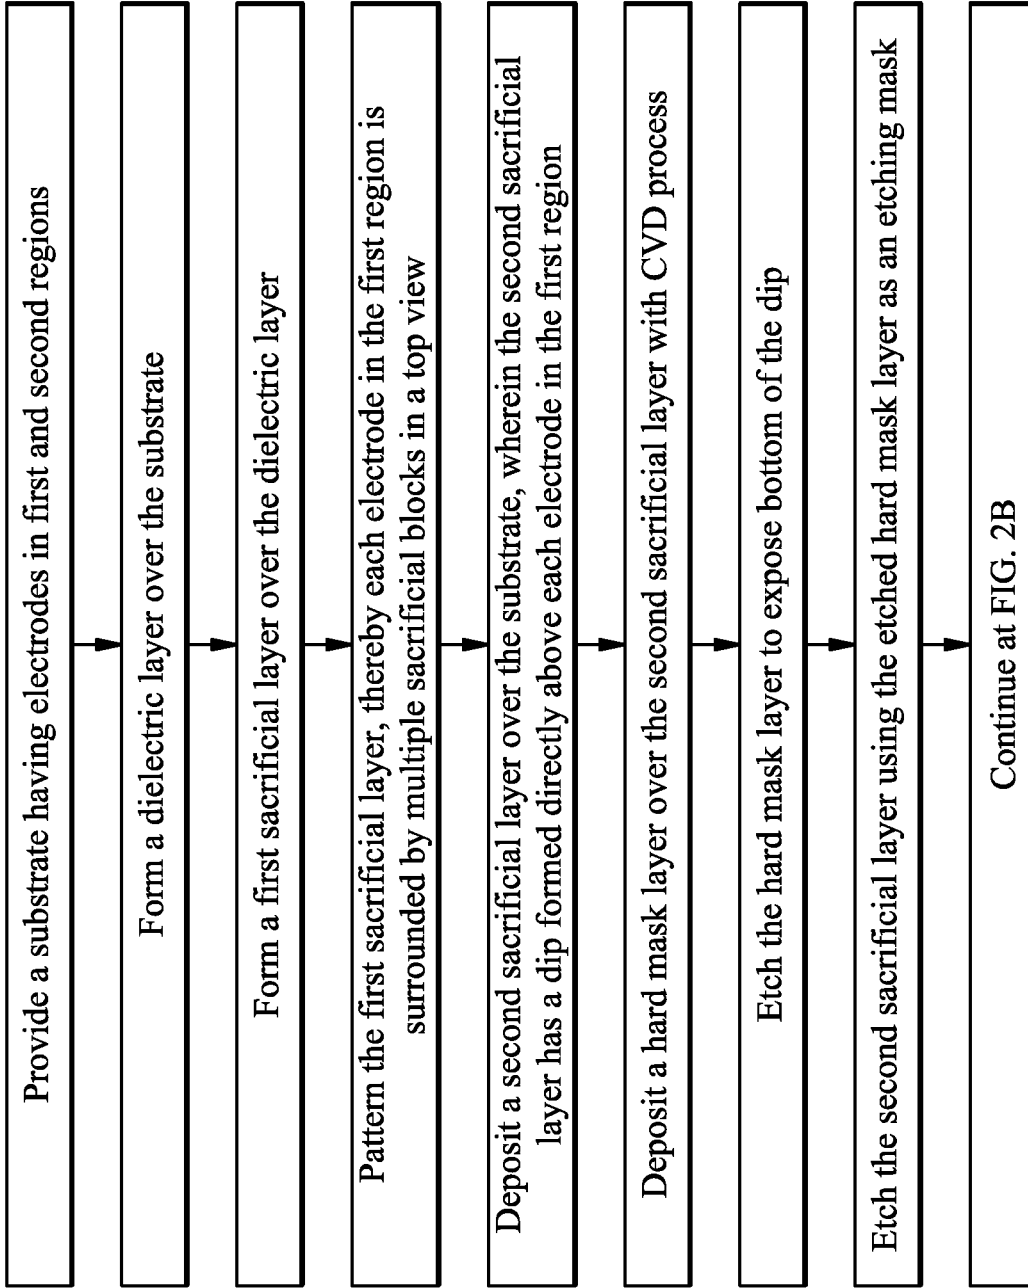 Provide a substrate having electrodes in first and second regions
Form a dielectric layer over the substrate
Form a first sacrificial layer over the dielectric layer
Pattern the first sacrificial layer, thereby each electrode in the first region is
surrounded by multiple sacrificial blocks in a top view
Deposit a second sacrificial layer over the substrate, wherein the second sacrificial
layer has a dip formed directly above each electrode in the first region
Deposit a hard mask layer over the second sacrificial layer with CVD process
Etch the hard mask layer to expose bottom of the dip
Etch the second sacrificial layer using the etched hard mask layer as an etching mask
Continue at FIG. 2B